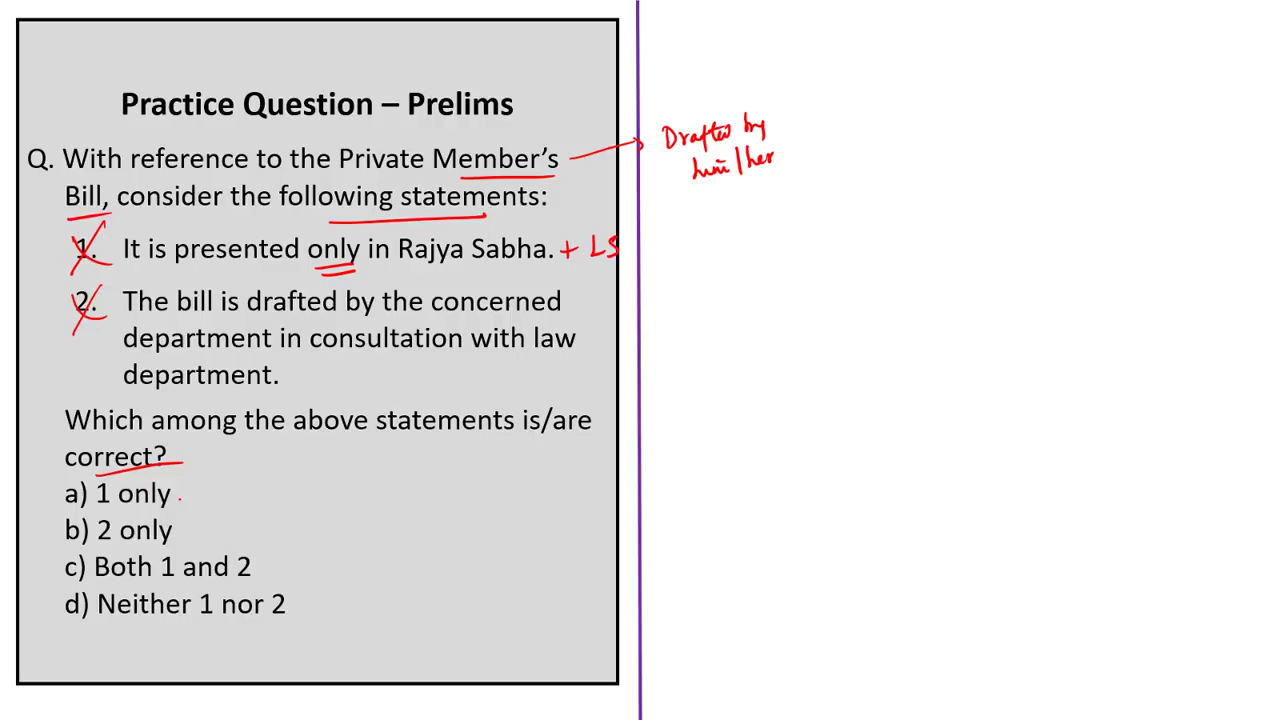 Practice Question – Prelims
Q. With reference to the Private Member's
Bill, consider the following statements:
1. It is presented only in Rajya Sabha. + LS
2. The bill is drafted by the concerned
department in consultation with law
department.
Which among the above statements is/are
correct?
a) 1 only
b) 2 only
c) Both 1 and 2
d) Neither 1 nor 2
Drafted by
him/her